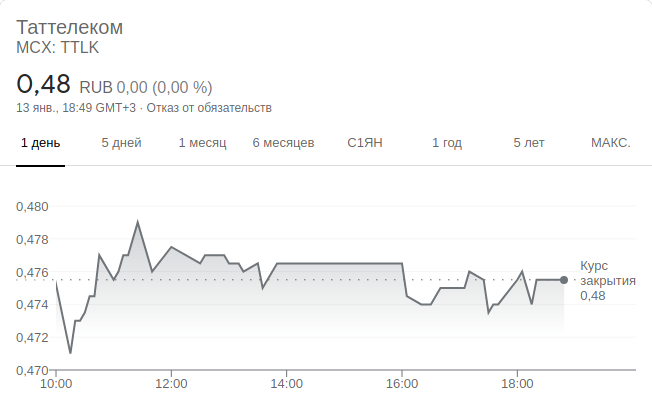 Таттелеком
MCX: TTLK
0,48 RUB 0,00 (0,00 %)
13 янв., 18:49 GMT+3 · Отказ от обязательств
1 день 5 дней 1 месяц 6 месяцев С1ЯН 1 год 5 лет МАКС.
0,480
0,478
0,476
0,474
0,472
0,470
Курс
закрытия
0,48
10:00 12:00 14:00 16:00 18:00